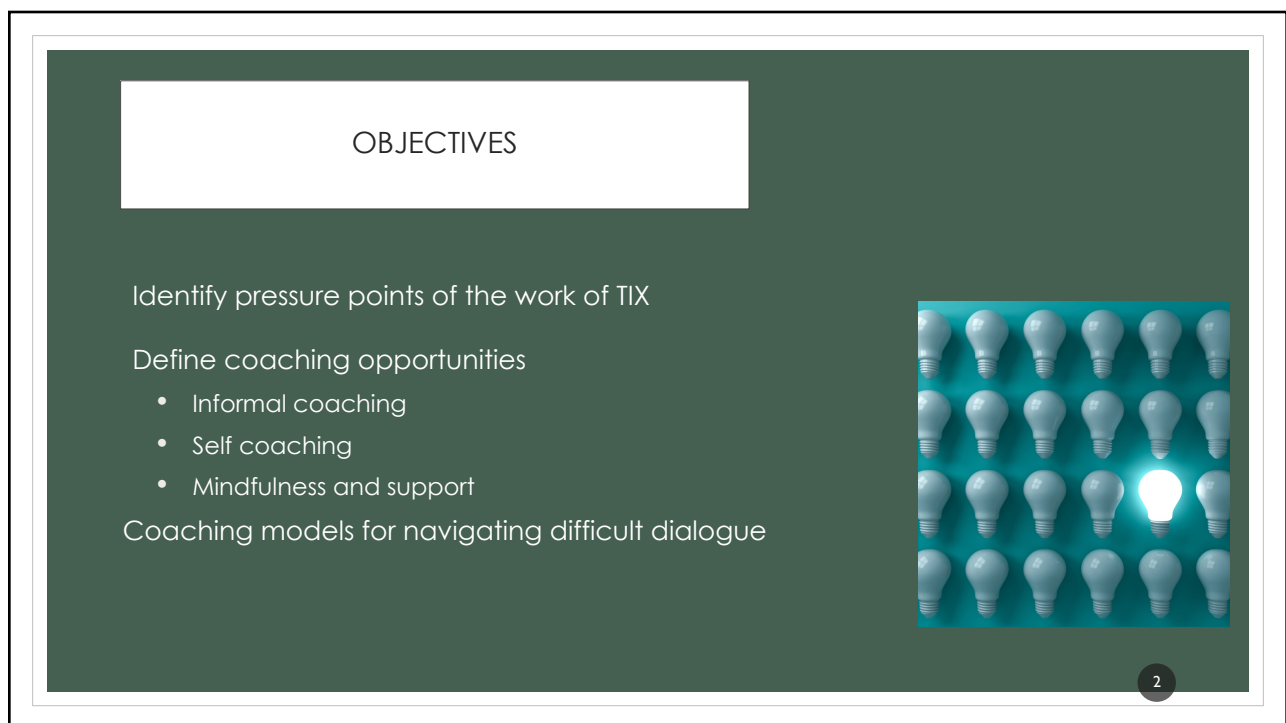 OBJECTIVES
Identify pressure points of the work of TIX
Define coaching opportunities
• Informal coaching
• Self coaching
• Mindfulness and support
Coaching models for navigating difficult dialogue
2